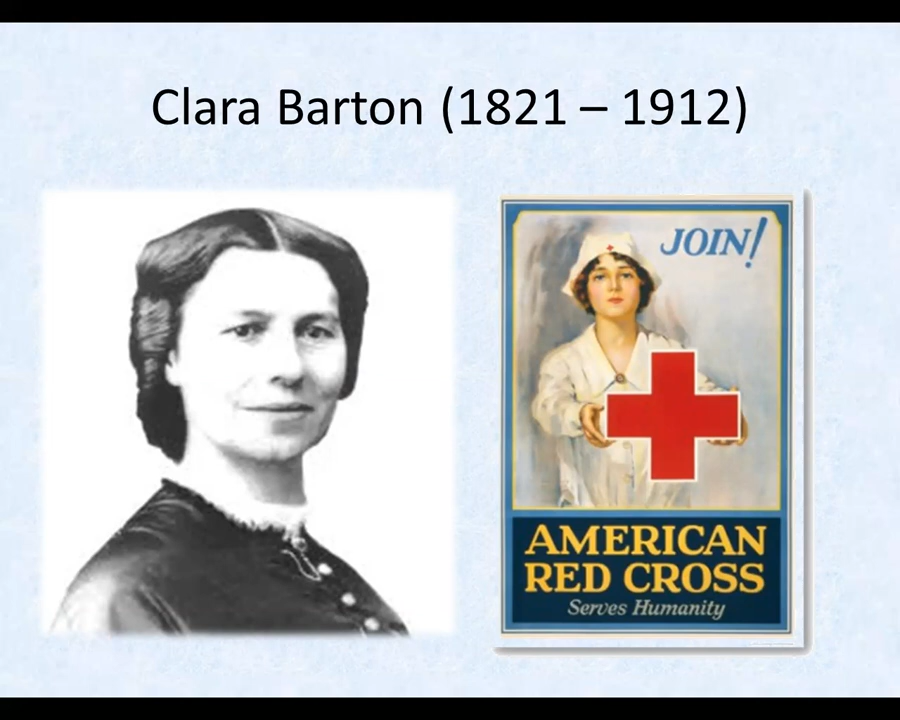 Clara Barton (1821 – 1912)
JOIN!
AMERICAN
RED CROSS
Serves Humanity